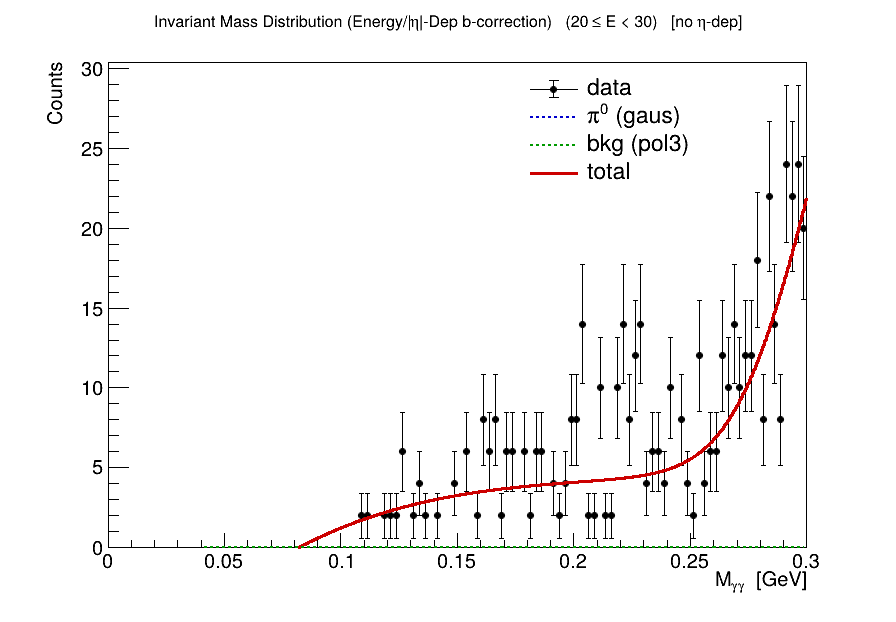 Invariant Mass Distribution (Energy/|η|-Dep b-correction) (20 ≤ E < 30) [no η-dep]
Counts
30
25
20
15
10
5
0
data
π⁰ (gaus)
bkg (pol3)
total
0 0.05 0.1 0.15 0.2 0.25 0.3
Mγγ [GeV]